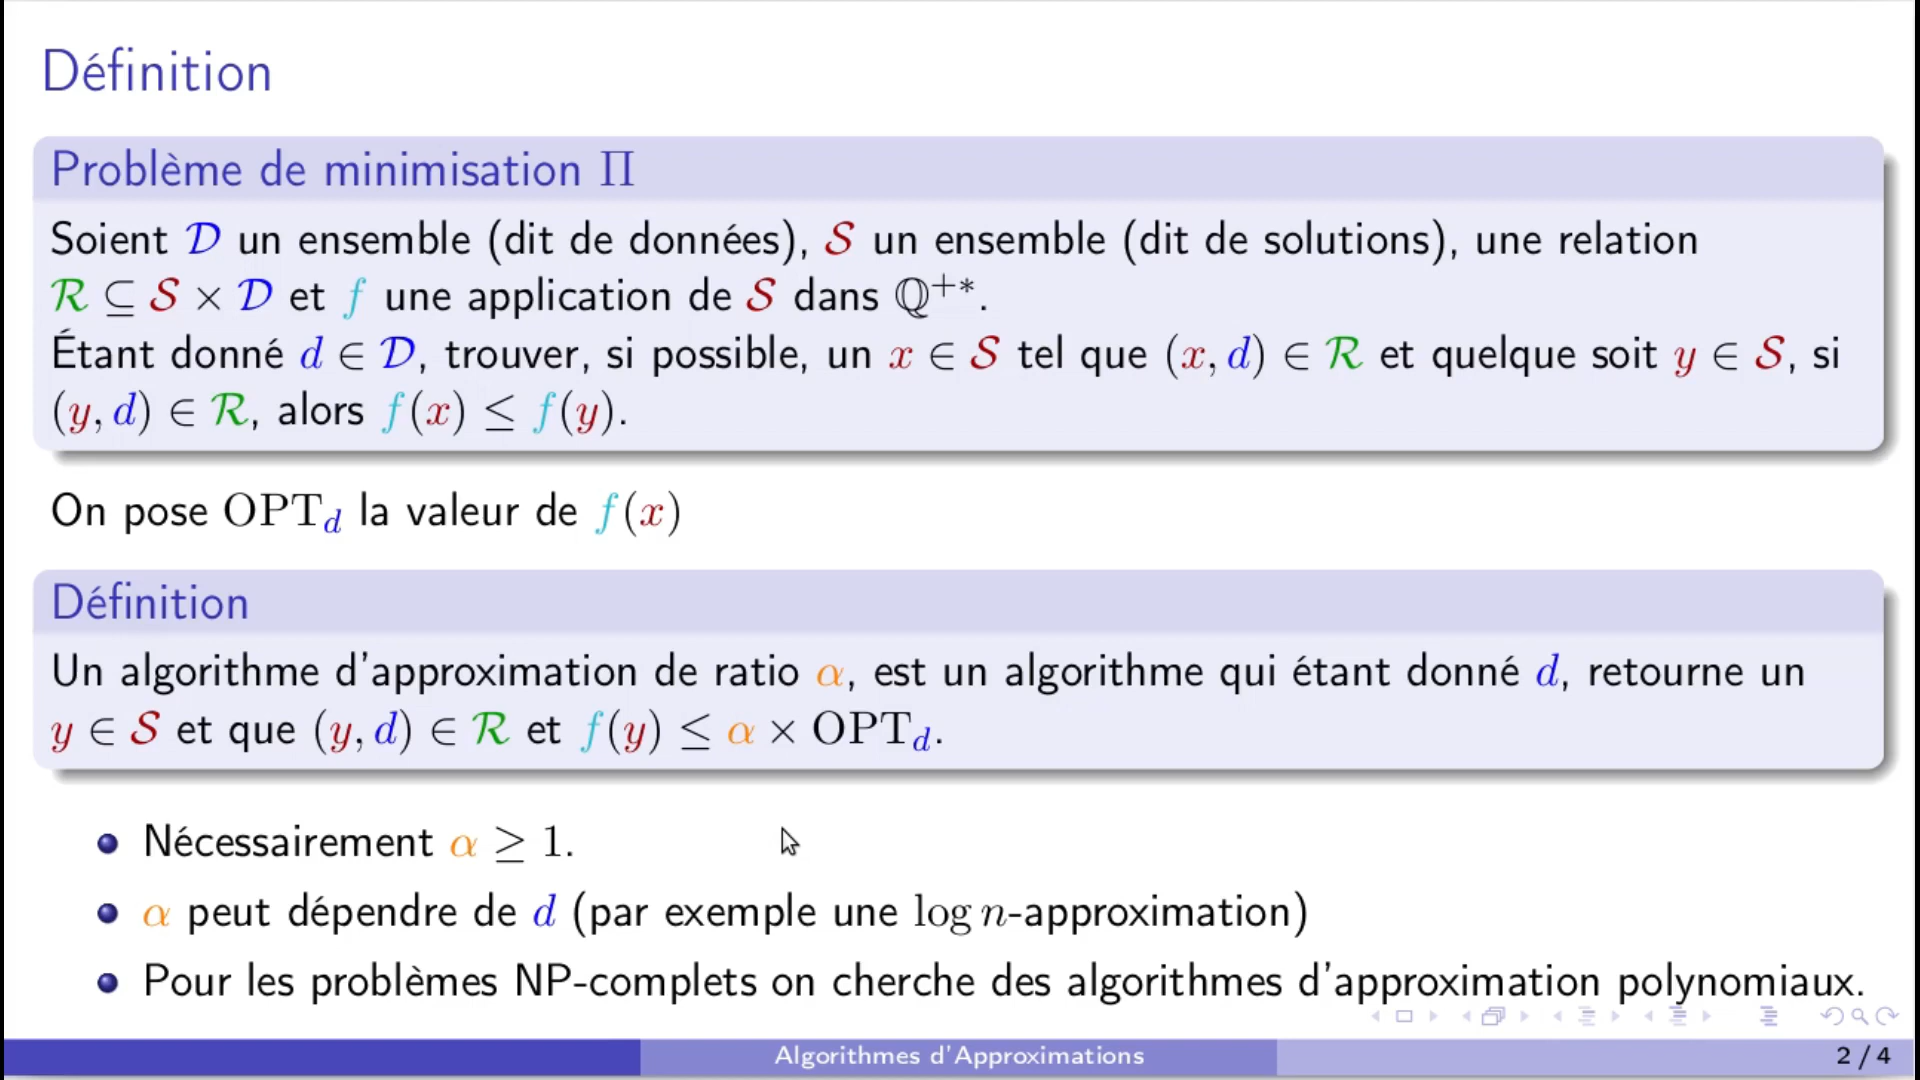 Définition
Problème de minimisation Π
Soient 𝒟 un ensemble (dit de données), 𝒮 un ensemble (dit de solutions), une relation
ℛ ⊆ 𝒮 × 𝒟 et f une application de 𝒮 dans ℚ⁺*.
Étant donné d ∈ 𝒟, trouver, si possible, un x ∈ 𝒮 tel que (x, d) ∈ ℛ et quelque soit y ∈ 𝒮, si
(y, d) ∈ ℛ, alors f(x) ≤ f(y).
On pose OPT_d la valeur de f(x)
Définition
Un algorithme d'approximation de ratio α, est un algorithme qui étant donné d, retourne un
y ∈ 𝒮 et que (y, d) ∈ ℛ et f(y) ≤ α × OPT_d.
Nécessairement α ≥ 1.
α peut dépendre de d (par exemple une log n-approximation)
Pour les problèmes NP-complets on cherche des algorithmes d'approximation polynomiaux.
Algorithmes d'Approximations
2 / 4